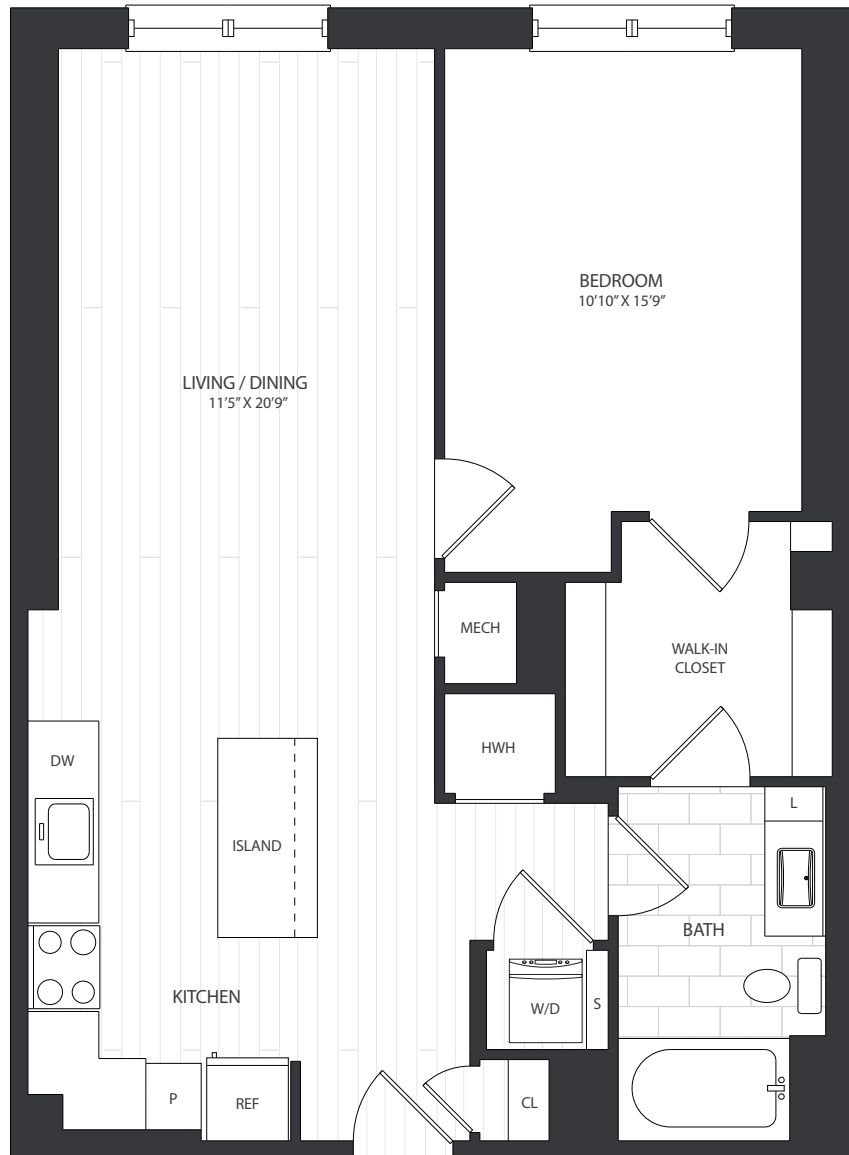 BEDROOM
10'10" X 15'9"
LIVING / DINING
11'5" X 20'9"
MECH
WALK-IN
CLOSET
HWH
DW
L
ISLAND
BATH
KITCHEN
W/D
S
P
REF
CL